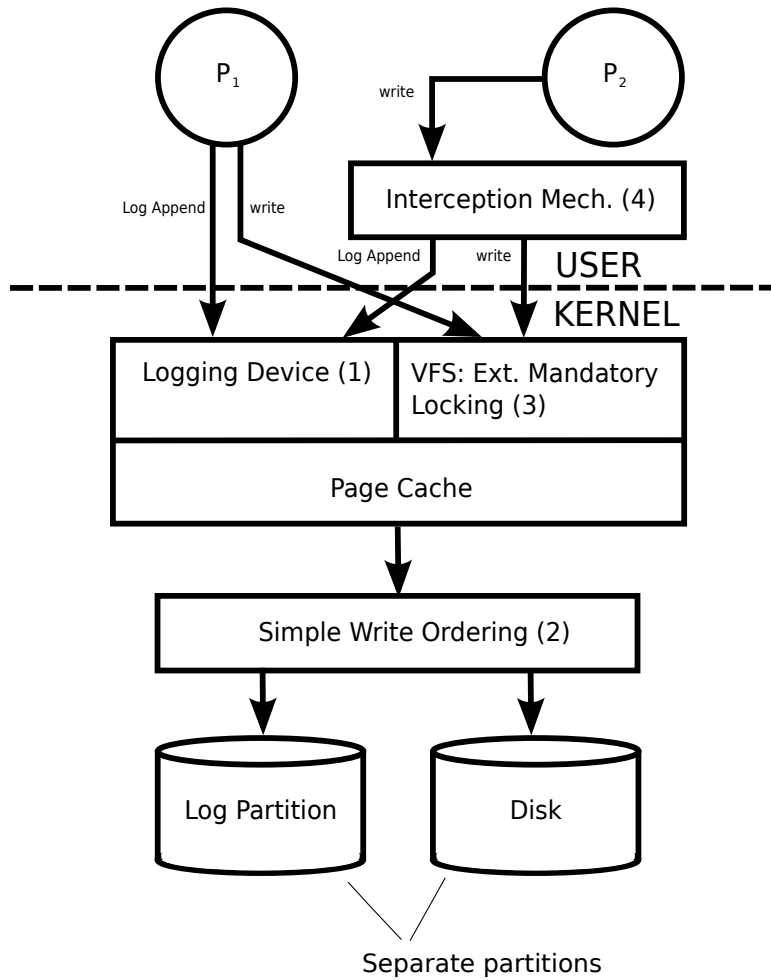 P1
P2
write
Interception Mech. (4)
Log Append
write
Log Append
write
USER
KERNEL
Logging Device (1)
VFS: Ext. Mandatory
Locking (3)
Page Cache
Simple Write Ordering (2)
Log Partition
Disk
Separate partitions